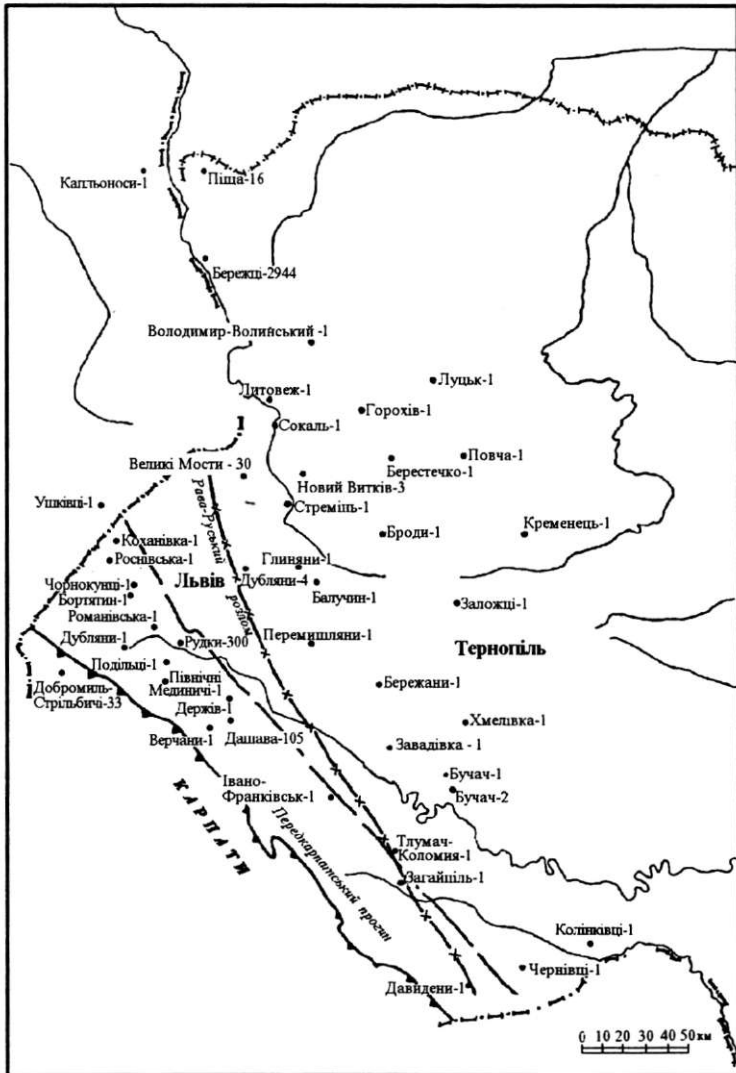 Каплоноси-1
Піща-16
Бережці-2944
Володимир-Волинський -1
Литовеж-1
Луцьк-1
Горохів-1
Сокаль-1
Великі Мости - 30
Берестечко-1
Повча-1
Новий Витків-3
Ушківці-1
Стремінь-1
Рава-Руський
розлом
Броди-1
Кременець-1
Коханівка-1
Роснівська-1
Львів
Глиняни-1
Дубляни-4
Чорнокунці-1
Балучин-1
Бортятин-1
Заложці-1
Романівська-1
Дубляни-1
Рудки-300
Перемишляни-1
Тернопіль
Подільці-1
Північні
Мединичі-1
Добромиль-
Стрільбичі-33
Бережани-1
Держів-1
Верчани-1
Дашава-105
Хмелівка-1
Завадівка - 1
Бучач-1
Бучач-2
Івано-
Франківськ-1
КАРПАТИ
Передкарпатський прогин
Тлумач-
Коломия-1
Загайпіль-1
Колінківці-1
Чернівці-1
Давидени-1
0 10 20 30 40 50км